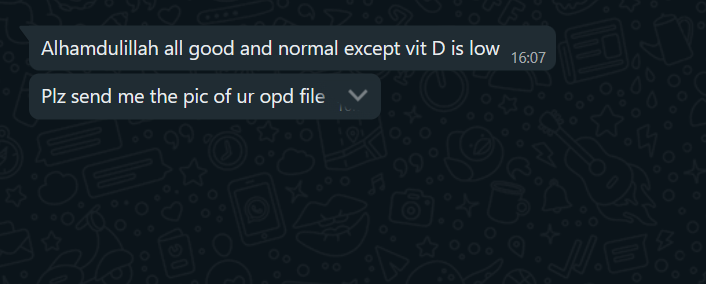 Alhamdulillah all good and normal except vit D is low
16:07
Plz send me the pic of ur opd file